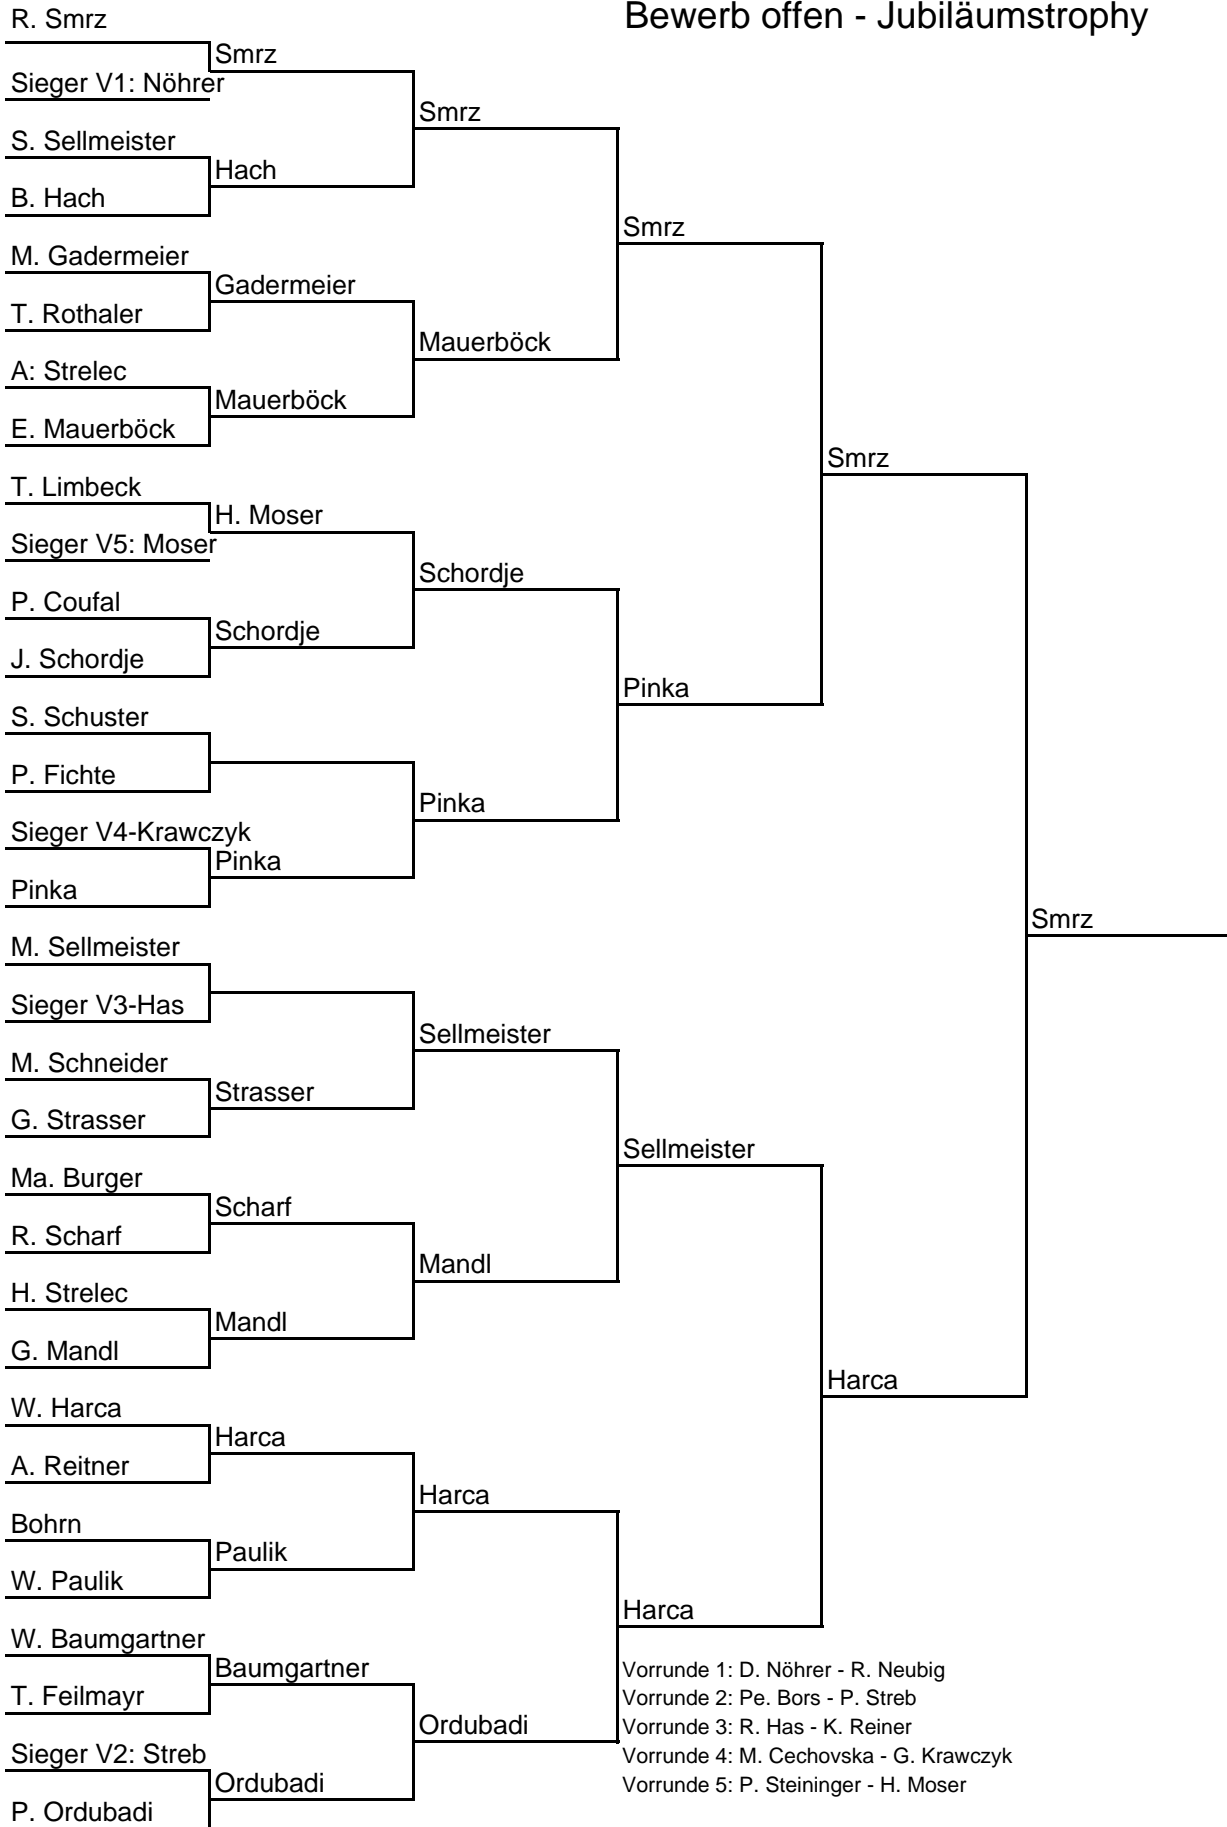 Bewerb offen - Jubiläumstrophy
R. Smrz
Smrz
Sieger V1: Nöhrer
Smrz
S. Sellmeister
Hach
B. Hach
Smrz
M. Gadermeier
Gadermeier
T. Rothaler
Mauerböck
A: Strelec
Mauerböck
E. Mauerböck
Smrz
T. Limbeck
H. Moser
Sieger V5: Moser
Schordje
P. Coufal
Schordje
J. Schordje
Pinka
S. Schuster
P. Fichte
Pinka
Sieger V4-Krawczyk
Pinka
Pinka
Smrz
M. Sellmeister
Sieger V3-Has
Sellmeister
M. Schneider
Strasser
G. Strasser
Sellmeister
Ma. Burger
Scharf
R. Scharf
Mandl
H. Strelec
Mandl
G. Mandl
Harca
W. Harca
Harca
A. Reitner
Harca
Bohrn
Paulik
W. Paulik
Harca
W. Baumgartner
Baumgartner
T. Feilmayr
Ordubadi
Sieger V2: Streb
Ordubadi
P. Ordubadi
Vorrunde 1: D. Nöhrer - R. Neubig
Vorrunde 2: Pe. Bors - P. Streb
Vorrunde 3: R. Has - K. Reiner
Vorrunde 4: M. Cechovska - G. Krawczyk
Vorrunde 5: P. Steininger - H. Moser